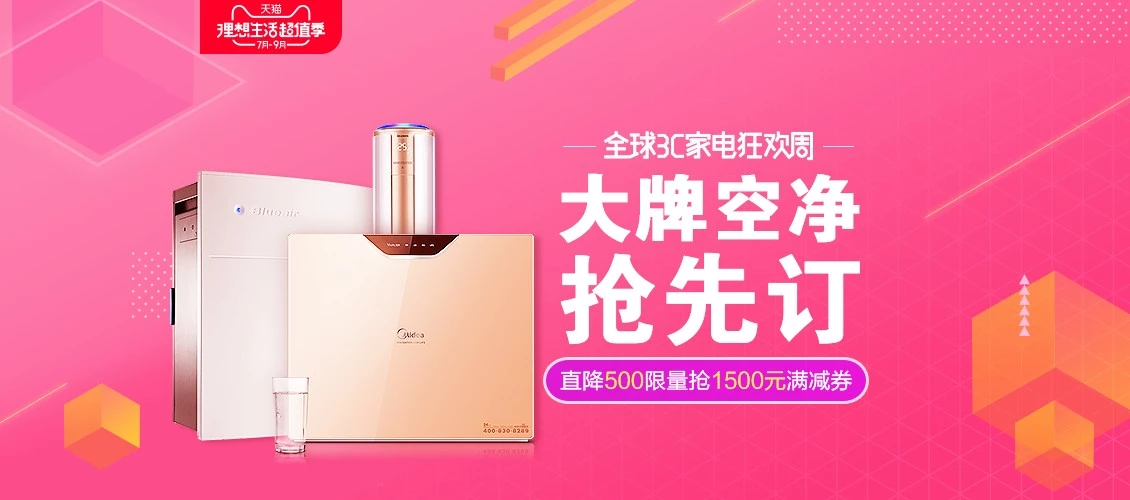 天猫
理想生活超值季
7月-9月
全球3C家电狂欢周
大牌空净
抢先订
直降500限量抢1500元满减券
Blueair
Midea
400-830-8289